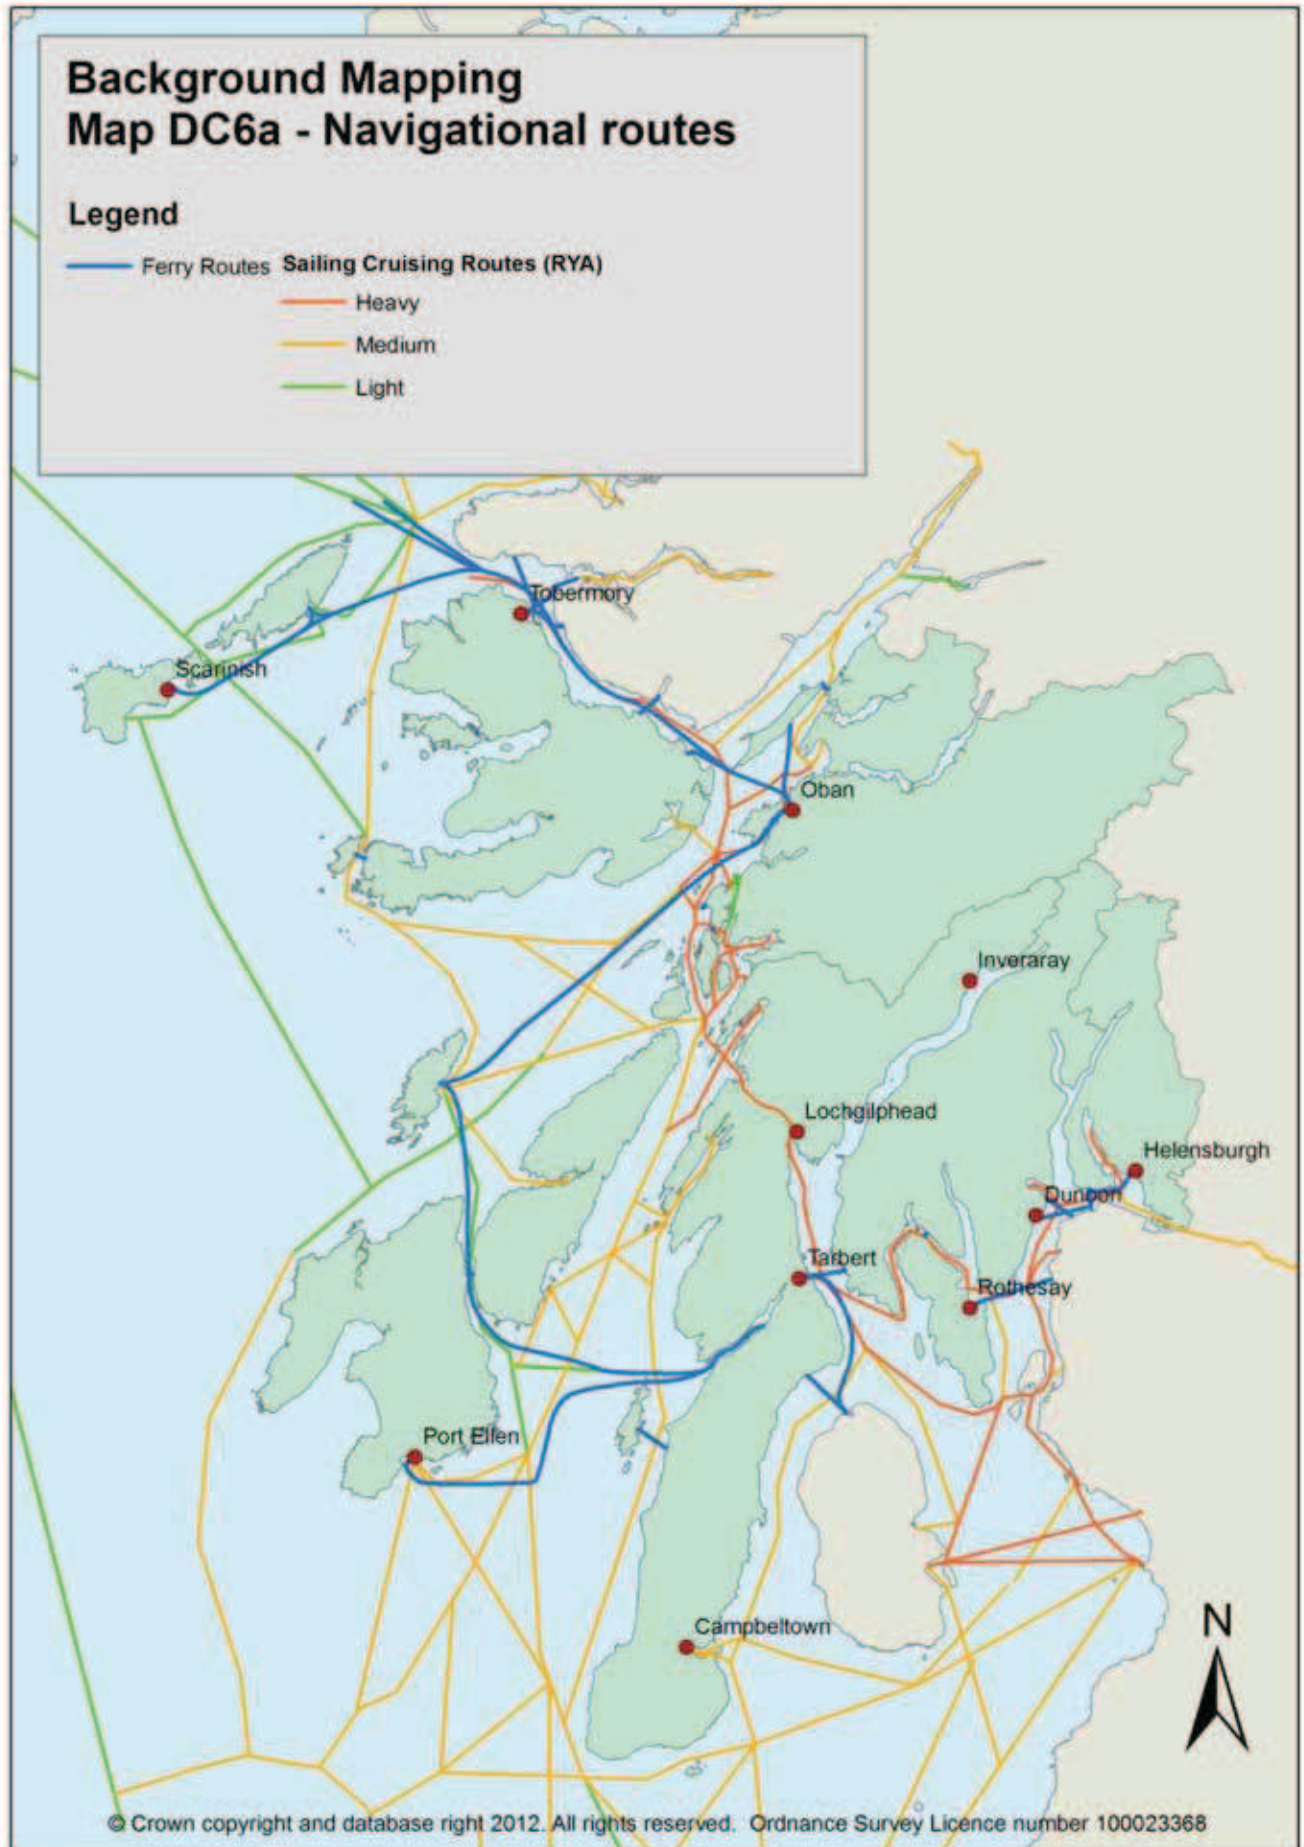 Background Mapping
Map DC6a - Navigational routes
Legend
Ferry Routes Sailing Cruising Routes (RYA)
Heavy
Medium
Light
Tobermory
Scarinish
Oban
Inveraray
Lochgilphead
Helensburgh
Dunoon
Tarbert
Rothesay
Port Ellen
Campbeltown
N
© Crown copyright and database right 2012. All rights reserved. Ordnance Survey Licence number 100023368